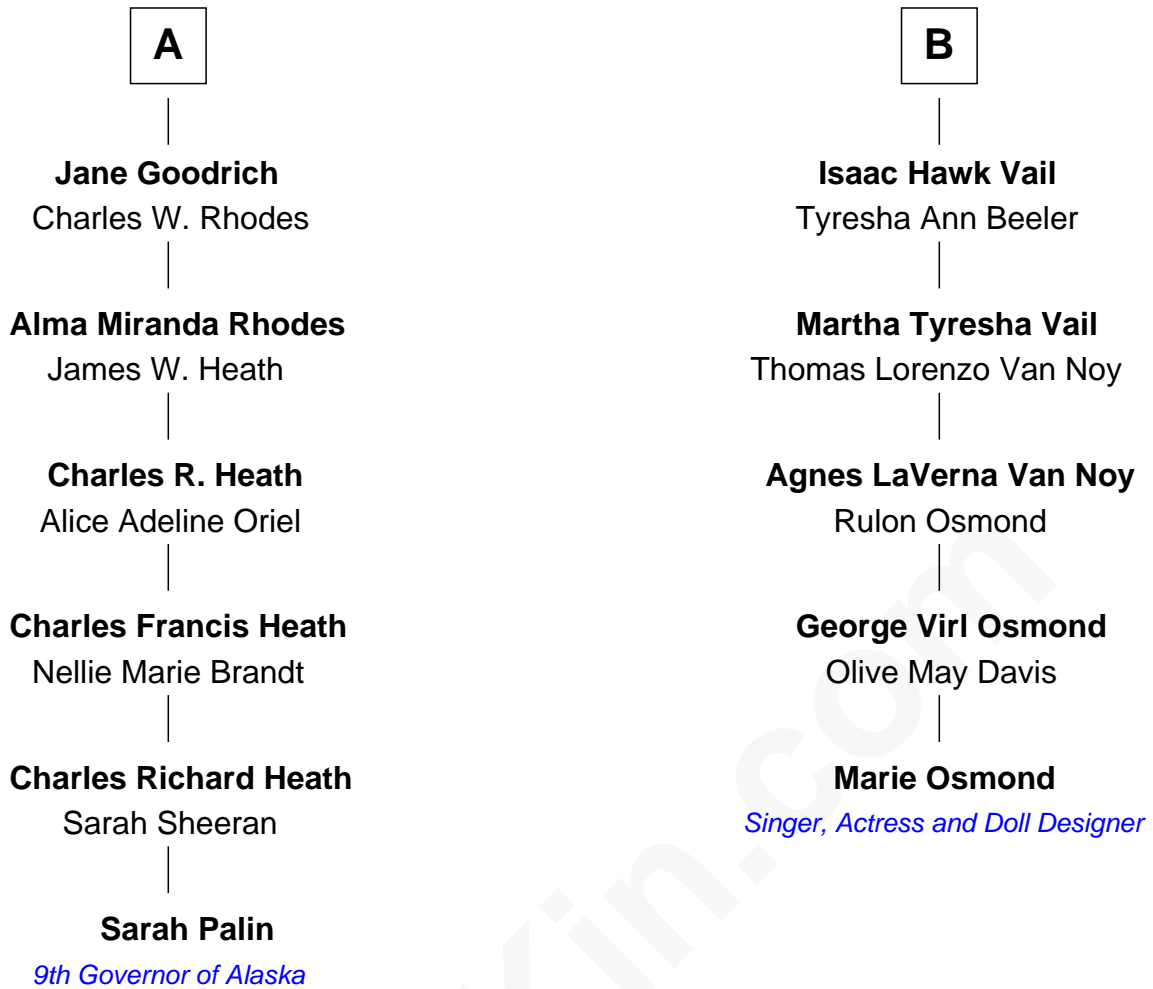 A
Jane Goodrich
Charles W. Rhodes
Alma Miranda Rhodes
James W. Heath
Charles R. Heath
Alice Adeline Oriel
Charles Francis Heath
Nellie Marie Brandt
Charles Richard Heath
Sarah Sheeran
Sarah Palin
9th Governor of Alaska
B
Isaac Hawk Vail
Tyresha Ann Beeler
Martha Tyresha Vail
Thomas Lorenzo Van Noy
Agnes LaVerna Van Noy
Rulon Osmond
George Virl Osmond
Olive May Davis
Marie Osmond
Singer, Actress and Doll Designer
Kin.com